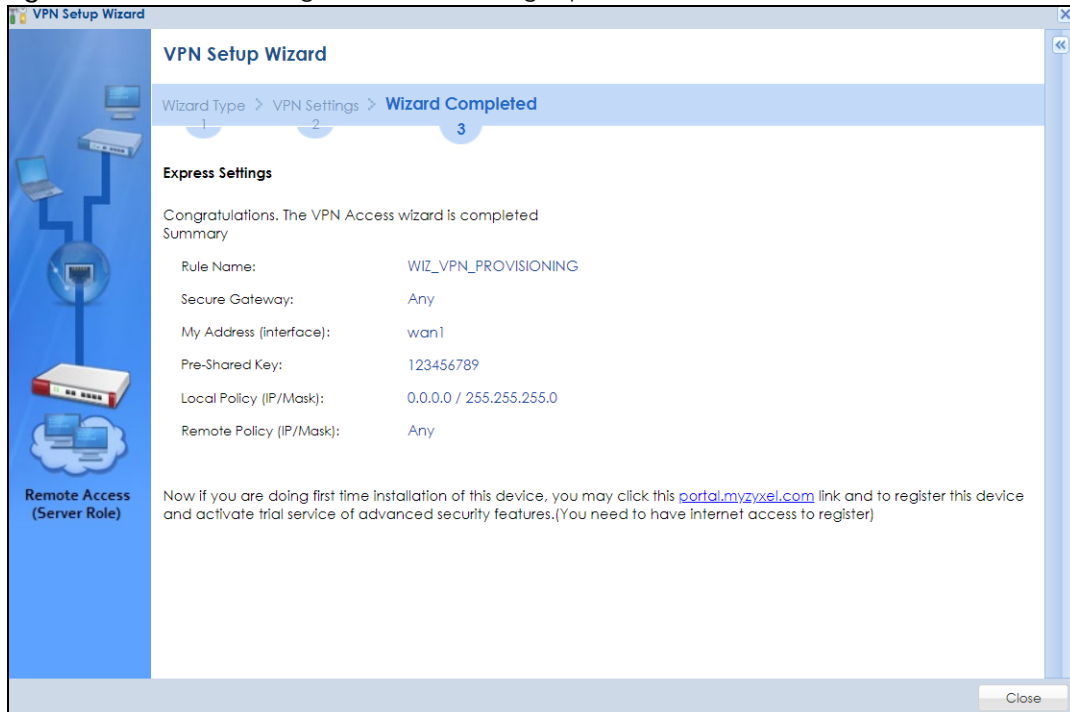 VPN Setup Wizard
VPN Setup Wizard
Wizard Type > VPN Settings > Wizard Completed
1 2 3
Express Settings
Congratulations. The VPN Access wizard is completed
Summary
Rule Name: WIZ_VPN_PROVISIONING
Secure Gateway: Any
My Address (interface): wan1
Pre-Shared Key: 123456789
Local Policy (IP/Mask): 0.0.0.0 / 255.255.255.0
Remote Policy (IP/Mask): Any
Remote Access
(Server Role)
Now if you are doing first time installation of this device, you may click this portal.myzyxel.com link and to register this device
and activate trial service of advanced security features.(You need to have internet access to register)
Close